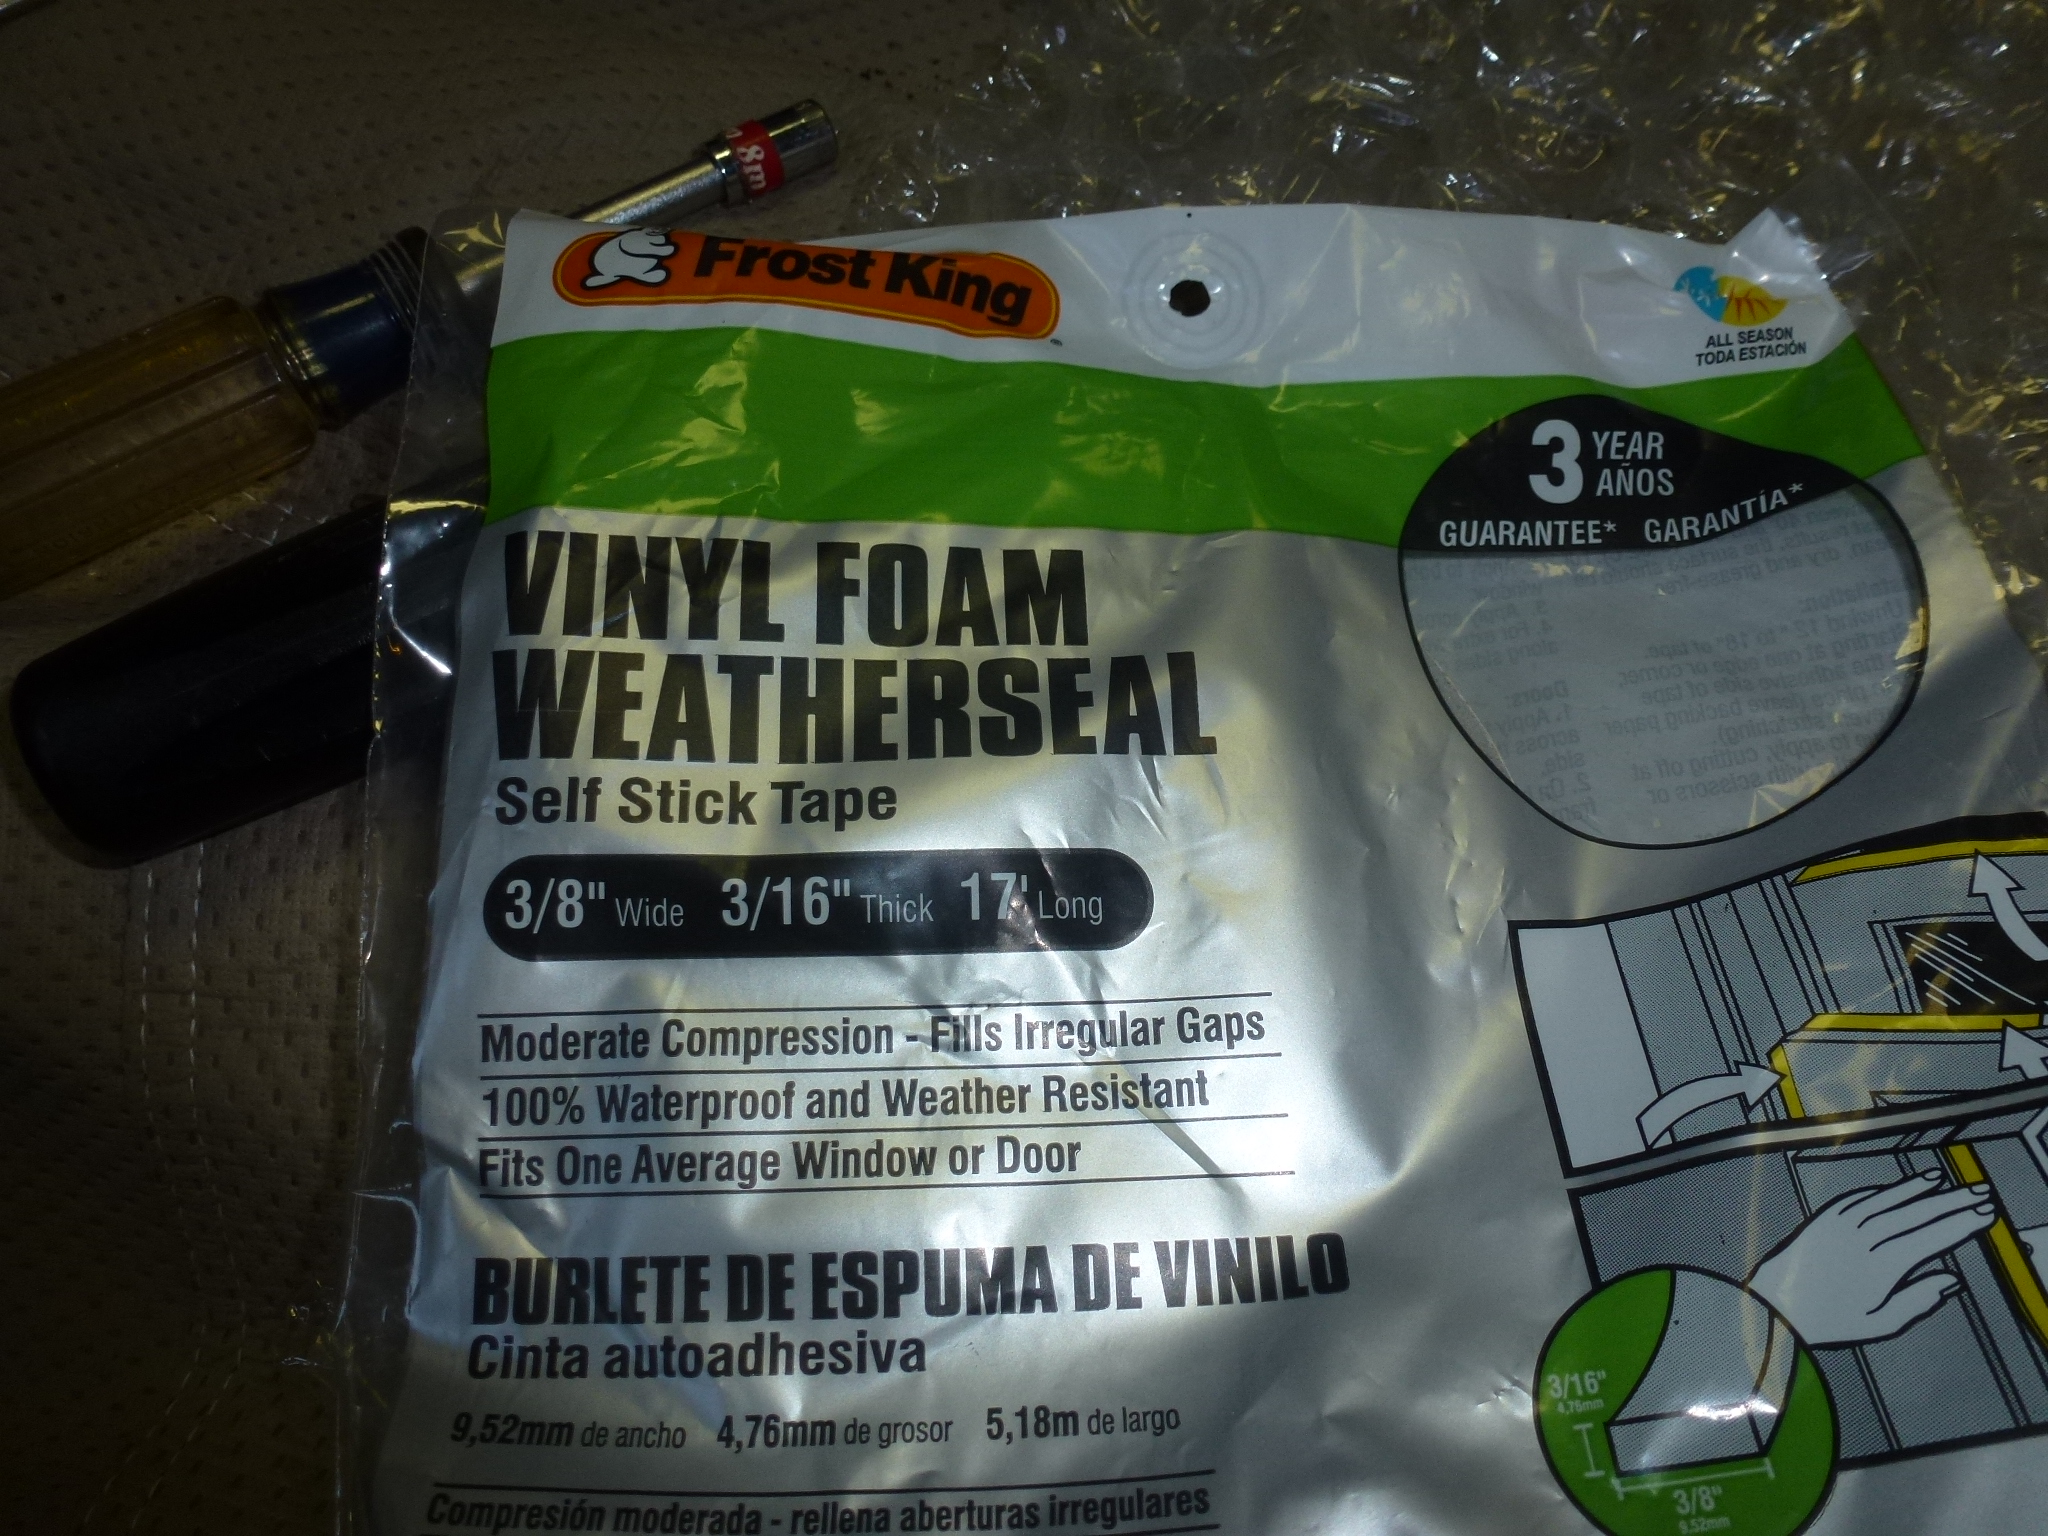 8m
Frost King
ALL SEASON
TODA ESTACIÓN
3 YEAR
AÑOS
GUARANTEE* GARANTÍA*
VINYL FOAM
WEATHERSEAL
Self Stick Tape
3/8" Wide 3/16" Thick 17' Long
Moderate Compression - Fills Irregular Gaps
100% Waterproof and Weather Resistant
Fits One Average Window or Door
BURLETE DE ESPUMA DE VINILO
Cinta autoadhesiva
9,52mm de ancho 4,76mm de grosor 5,18m de largo
Compresión moderada - rellena aberturas irregulares
3/16"
4,76mm
3/8"
9,52mm